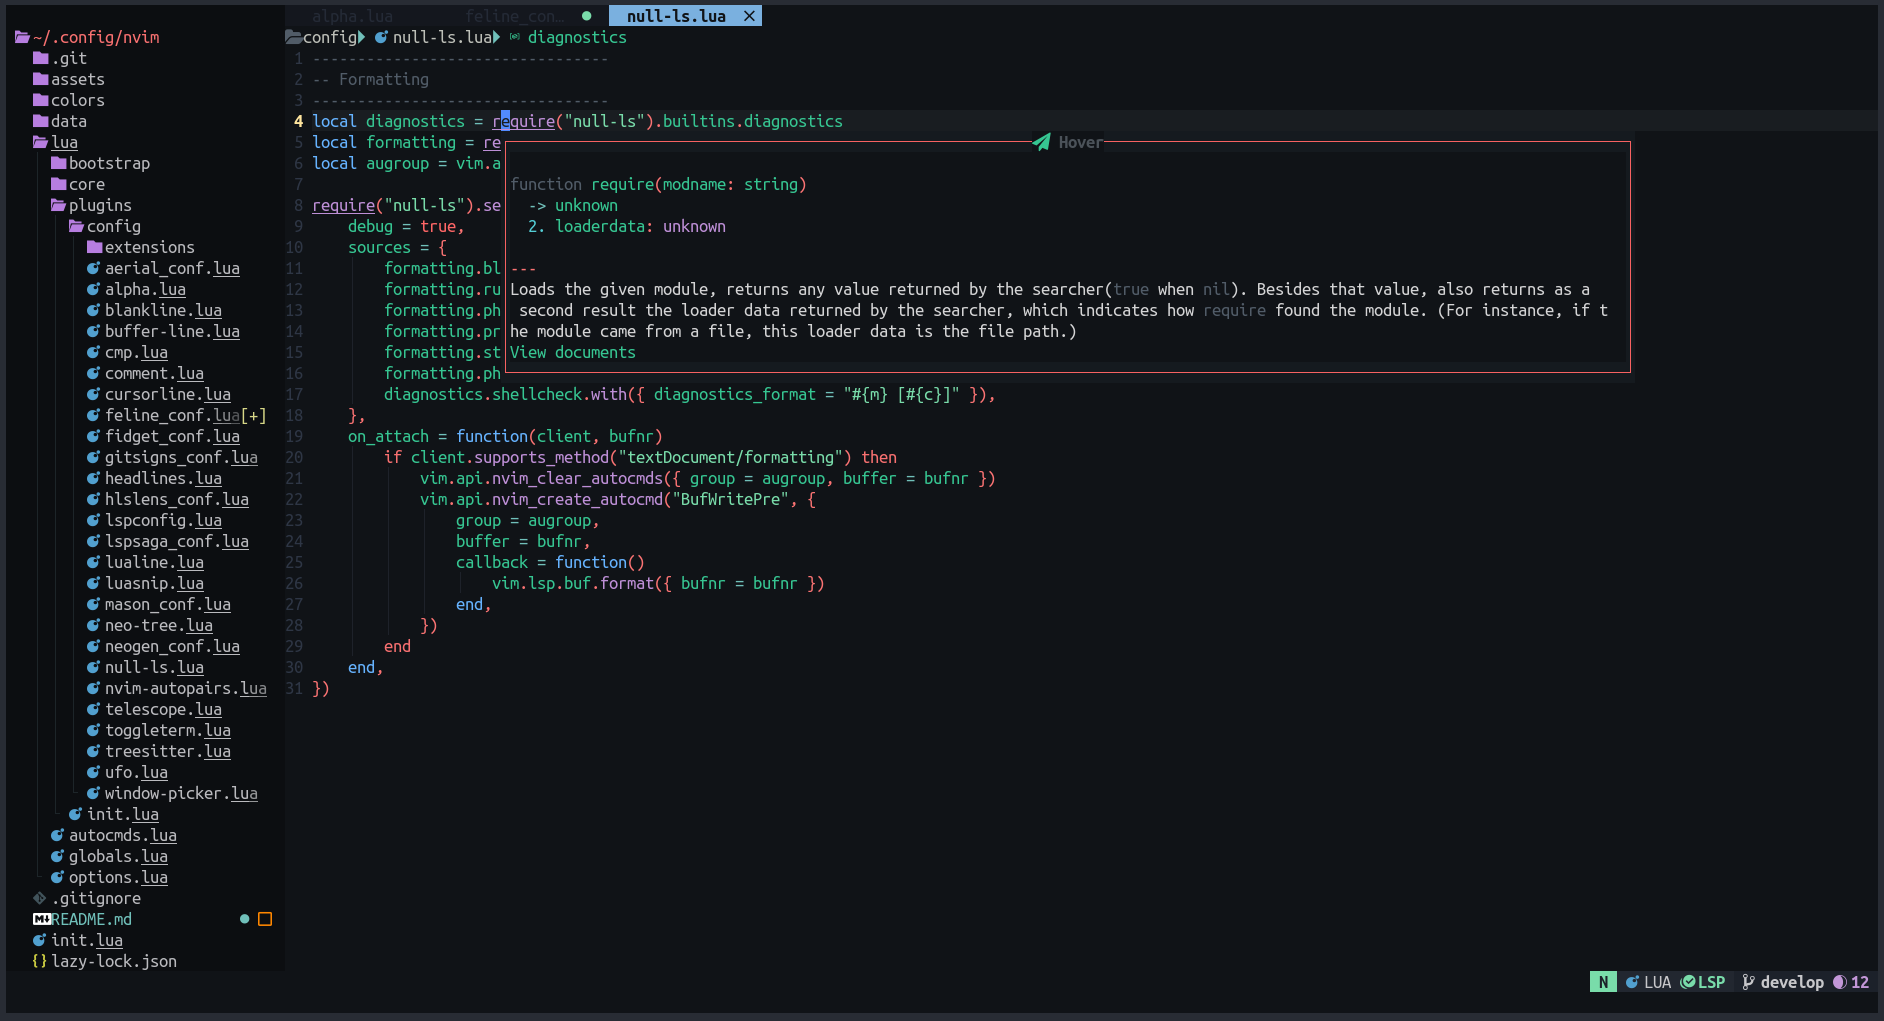 alpha.lua feline_con… ● null-ls.lua ✕
~/.config/nvim
.git
assets
colors
data
lua
bootstrap
core
plugins
config
extensions
aerial_conf.lua
alpha.lua
blankline.lua
buffer-line.lua
cmp.lua
comment.lua
cursorline.lua
feline_conf.lua[+]
fidget_conf.lua
gitsigns_conf.lua
headlines.lua
hlslens_conf.lua
lspconfig.lua
lspsaga_conf.lua
lualine.lua
luasnip.lua
mason_conf.lua
neo-tree.lua
neogen_conf.lua
null-ls.lua
nvim-autopairs.lua
telescope.lua
toggleterm.lua
treesitter.lua
ufo.lua
window-picker.lua
init.lua
autocmds.lua
globals.lua
options.lua
.gitignore
README.md
init.lua
{} lazy-lock.json
config null-ls.lua diagnostics
1 ---------------------------------
2 -- Formatting
3 ---------------------------------
4 local diagnostics = require("null-ls").builtins.diagnostics
5 local formatting = re
6 local augroup = vim.a
7
8 require("null-ls").se
9 debug = true,
10 sources = {
11 formatting.bl
12 formatting.ru
13 formatting.ph
14 formatting.pr
15 formatting.st
16 formatting.ph
17 diagnostics.shellcheck.with({ diagnostics_format = "#{m} [#{c}]" }),
18 },
19 on_attach = function(client, bufnr)
20 if client.supports_method("textDocument/formatting") then
21 vim.api.nvim_clear_autocmds({ group = augroup, buffer = bufnr })
22 vim.api.nvim_create_autocmd("BufWritePre", {
23 group = augroup,
24 buffer = bufnr,
25 callback = function()
26 vim.lsp.buf.format({ bufnr = bufnr })
27 end,
28 })
29 end
30 end,
31 })
Hover
function require(modname: string)
-> unknown
2. loaderdata: unknown
---
Loads the given module, returns any value returned by the searcher(true when nil). Besides that value, also returns as a
second result the loader data returned by the searcher, which indicates how require found the module. (For instance, if t
he module came from a file, this loader data is the file path.)
View documents
N LUA LSP develop 12